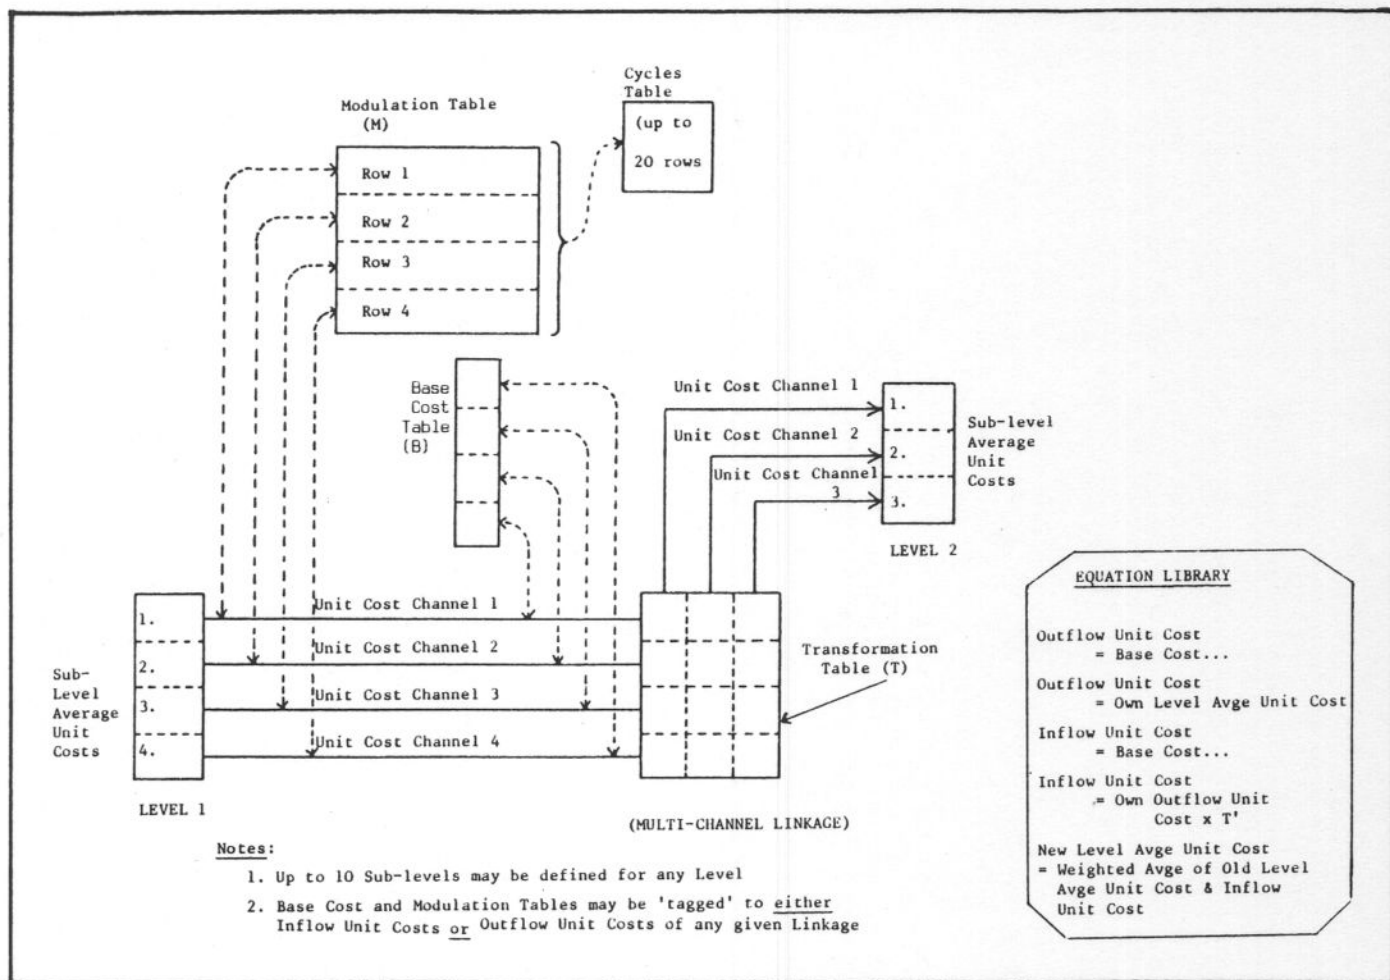 Cycles
Table
(up to
20 rows
Modulation Table
(M)
Row 1
Row 2
Row 3
Row 4
Base
Cost
Table
(B)
Unit Cost Channel 1
Unit Cost Channel 2
Unit Cost Channel
3
1.
2.
3.
Sub-level
Average
Unit
Costs
LEVEL 2
1.
2.
3.
4.
Sub-
Level
Average
Unit
Costs
LEVEL 1
Unit Cost Channel 1
Unit Cost Channel 2
Unit Cost Channel 3
Unit Cost Channel 4
Transformation
Table (T)
(MULTI-CHANNEL LINKAGE)
EQUATION LIBRARY
Outflow Unit Cost
= Base Cost...
Outflow Unit Cost
= Own Level Avge Unit Cost
Inflow Unit Cost
= Base Cost...
Inflow Unit Cost
= Own Outflow Unit
Cost x T'
New Level Avge Unit Cost
= Weighted Avge of Old Level
Avge Unit Cost & Inflow
Unit Cost
Notes:
1. Up to 10 Sub-levels may be defined for any Level
2. Base Cost and Modulation Tables may be 'tagged' to either
Inflow Unit Costs or Outflow Unit Costs of any given Linkage